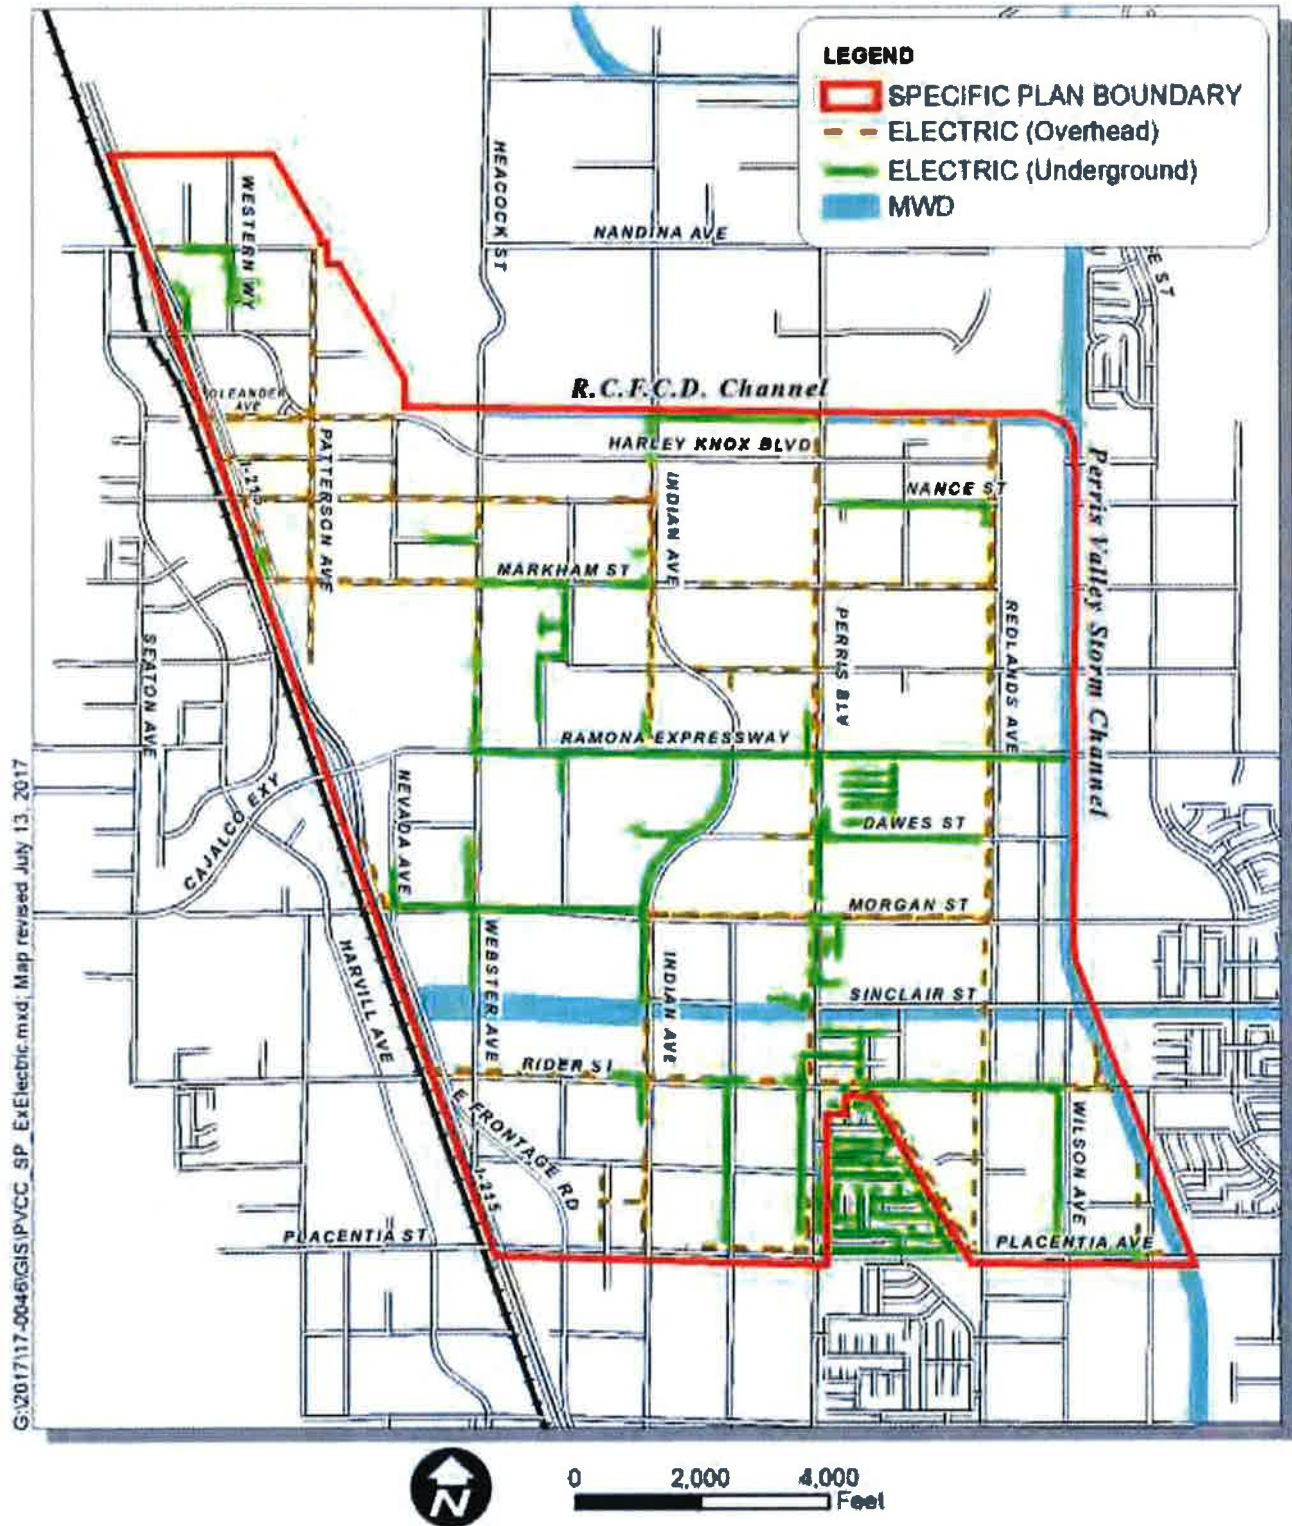 LEGEND
SPECIFIC PLAN BOUNDARY
ELECTRIC (Overhead)
ELECTRIC (Underground)
MWD
HEACOCK ST
WESTERN WY
NANDINA AVE
R.C.F.C.D. Channel
OLEANDER
AVE
HARLEY KNOX BLVD
PATTERSON AVE
I-215
INDIAN AVE
NANCE ST
Perris Valley Storm Channel
MARKHAM ST
SEATON AVE
PERRIS BLV
REDLANDS AVE
RAMONA EXPRESSWAY
CAJALCO EXY
NEVADA AVE
DAWES ST
MORGAN ST
HARVILL AVE
WEBSTER AVE
INDIAN AVE
SINCLAIR ST
RIDER ST
E FRONTAGE RD
I-215
WILSON AVE
PLACENTIA ST
PLACENTIA AVE
G:\2017\17-0046\GIS\PVCC_SP_ExElectric.mxd; Map revised July 13, 2017
N
0 2,000 4,000
Feet